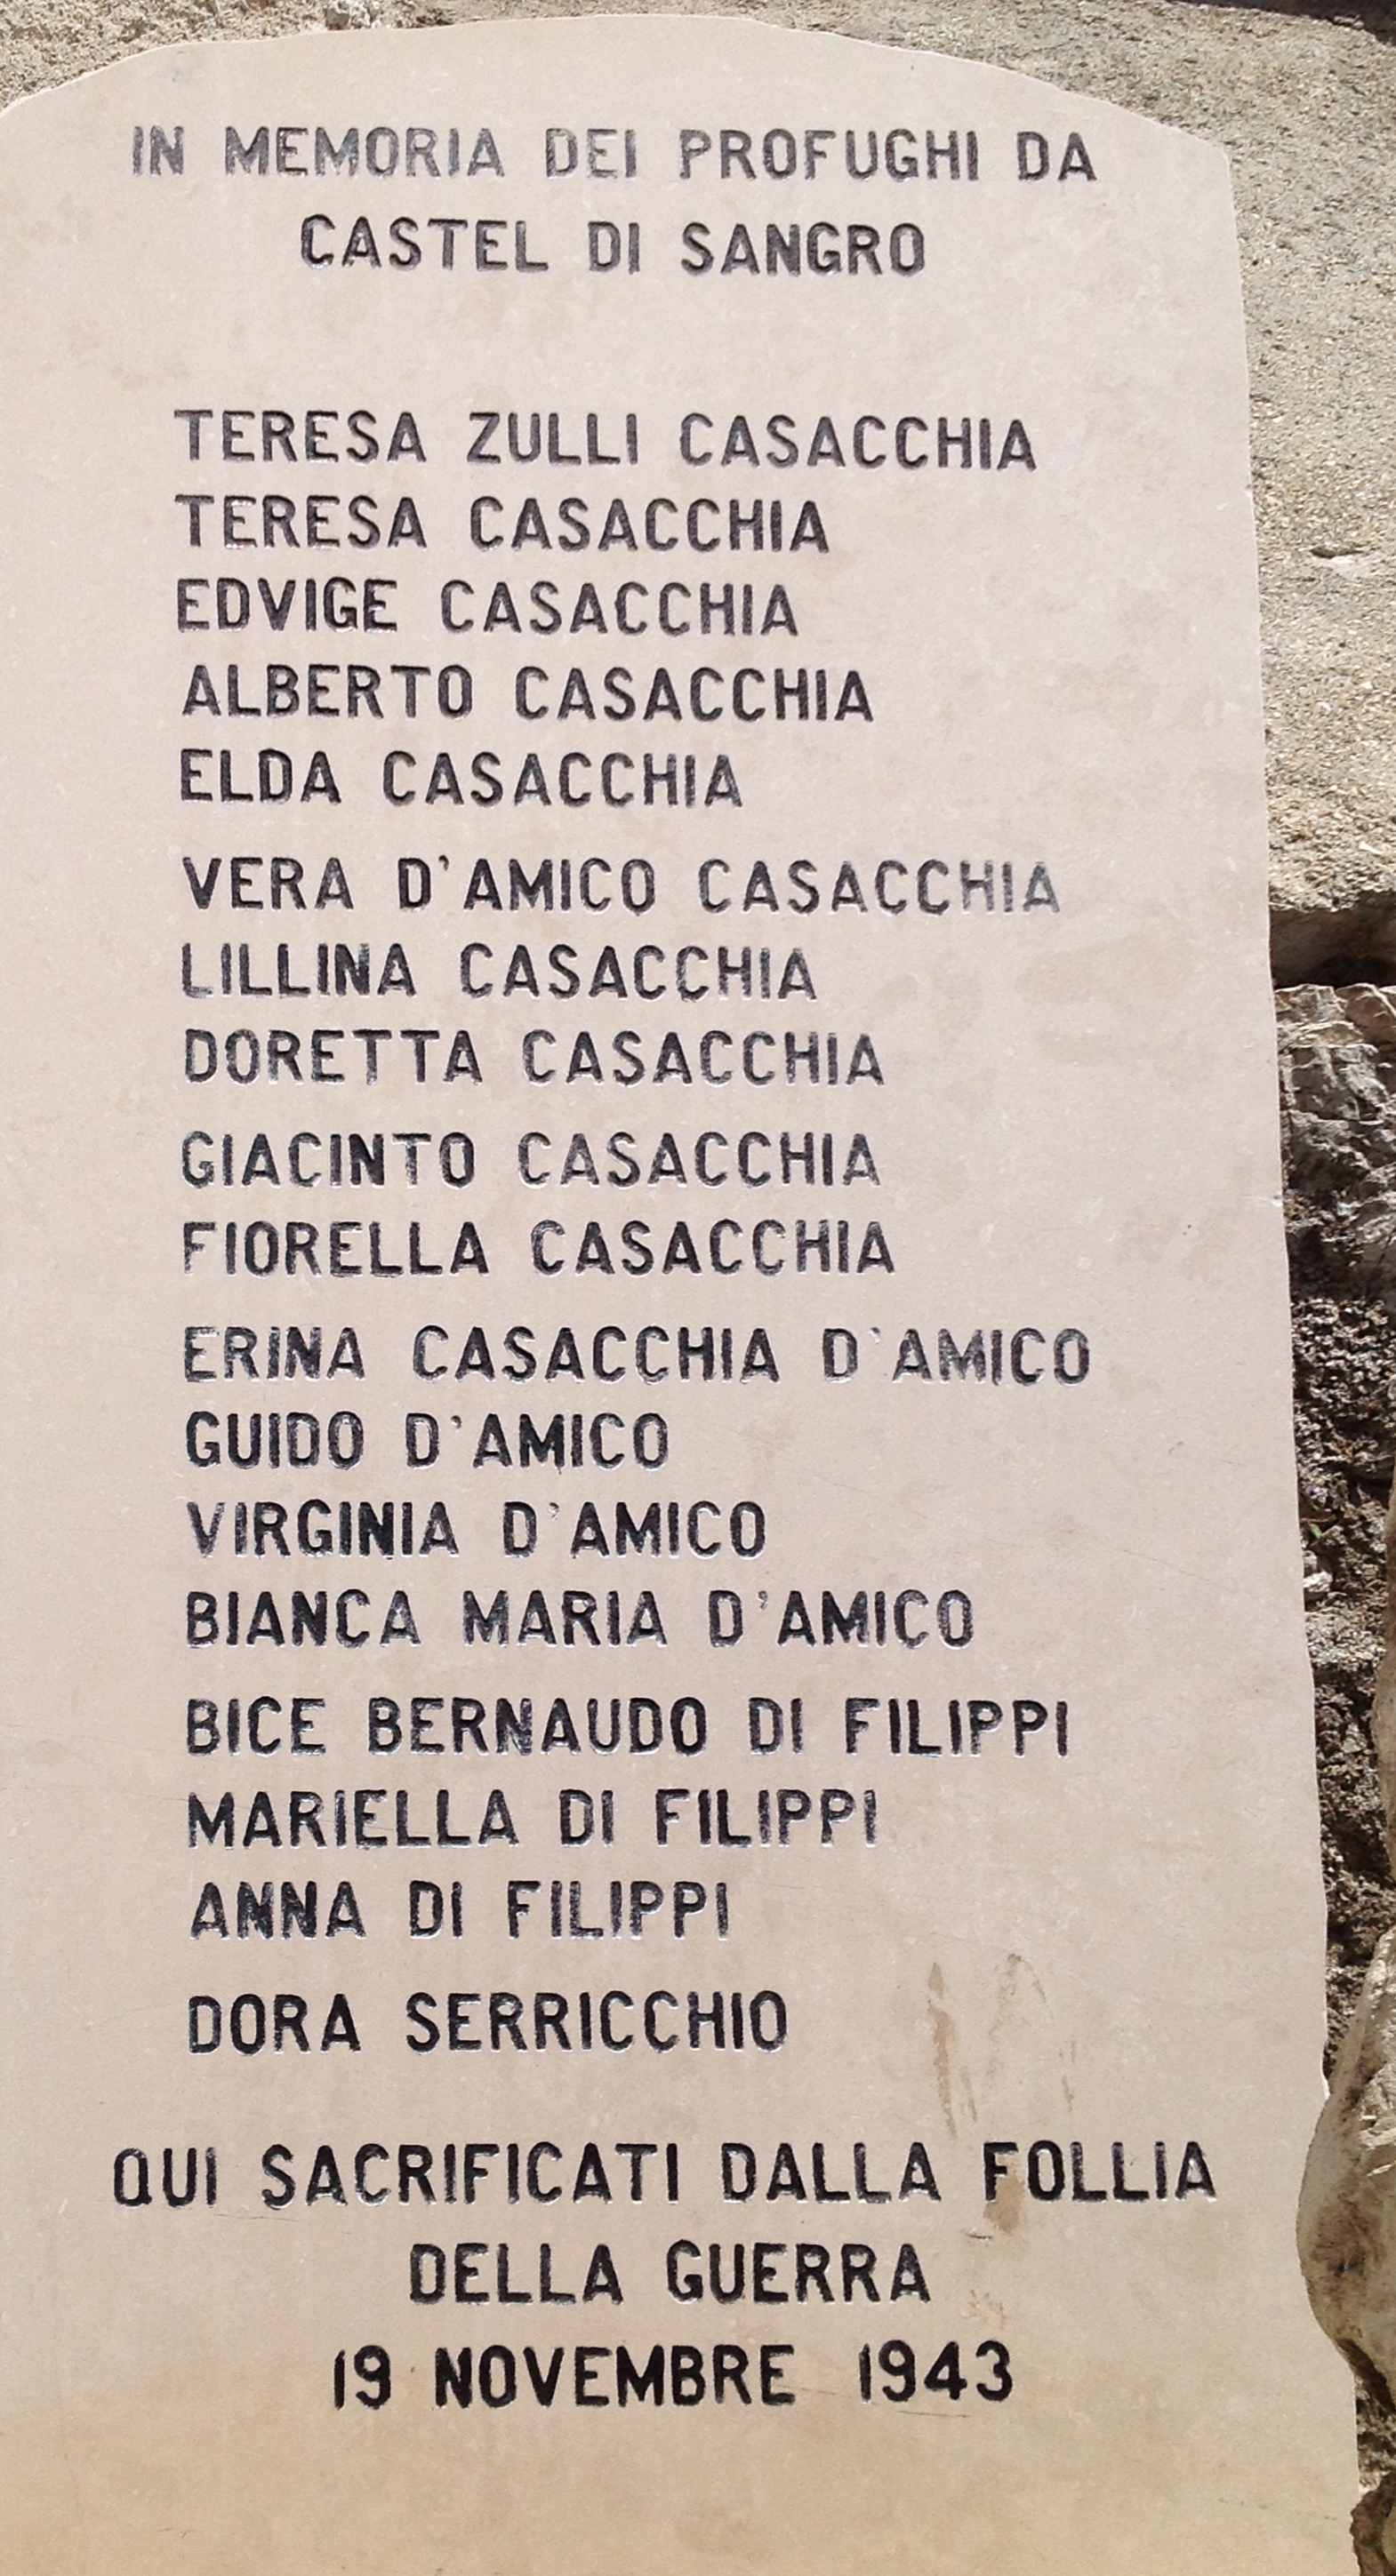 IN MEMORIA DEI PROFUGHI DA
CASTEL DI SANGRO
TERESA ZULLI CASACCHIA
TERESA CASACCHIA
EDVIGE CASACCHIA
ALBERTO CASACCHIA
ELDA CASACCHIA
VERA D'AMICO CASACCHIA
LILLINA CASACCHIA
DORETTA CASACCHIA
GIACINTO CASACCHIA
FIORELLA CASACCHIA
ERINA CASACCHIA D'AMICO
GUIDO D'AMICO
VIRGINIA D'AMICO
BIANCA MARIA D'AMICO
BICE BERNAUDO DI FILIPPI
MARIELLA DI FILIPPI
ANNA DI FILIPPI
DORA SERRICCHIO
QUI SACRIFICATI DALLA FOLLIA
DELLA GUERRA
19 NOVEMBRE 1943